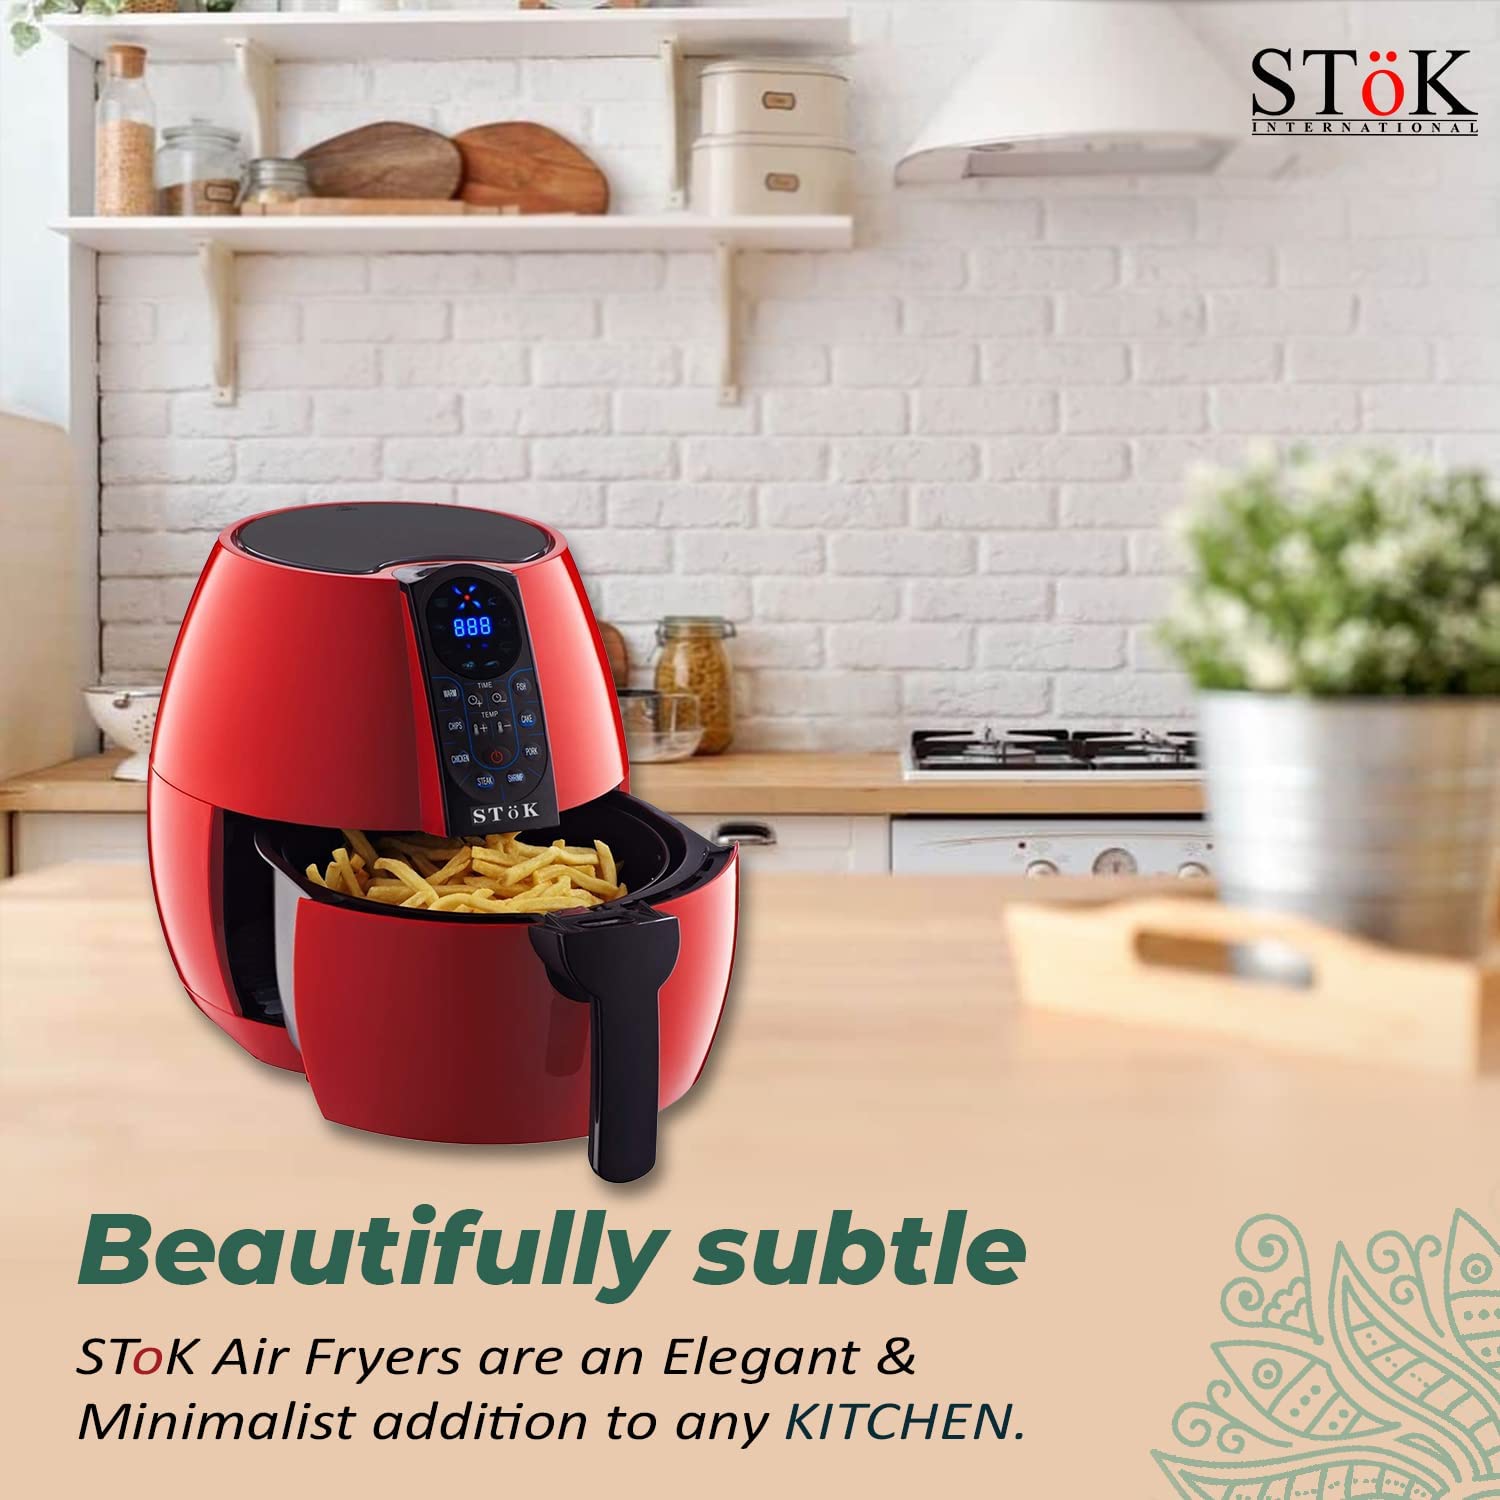 STöK
INTERNATIONAL
888
TIME
WARM
FISH
TEMP
CHIPS
CAKE
CHICKEN
PORK
STEAK
SHRIMP
STöK
Beautifully subtle
SToK Air Fryers are an Elegant &
Minimalist addition to any KITCHEN.